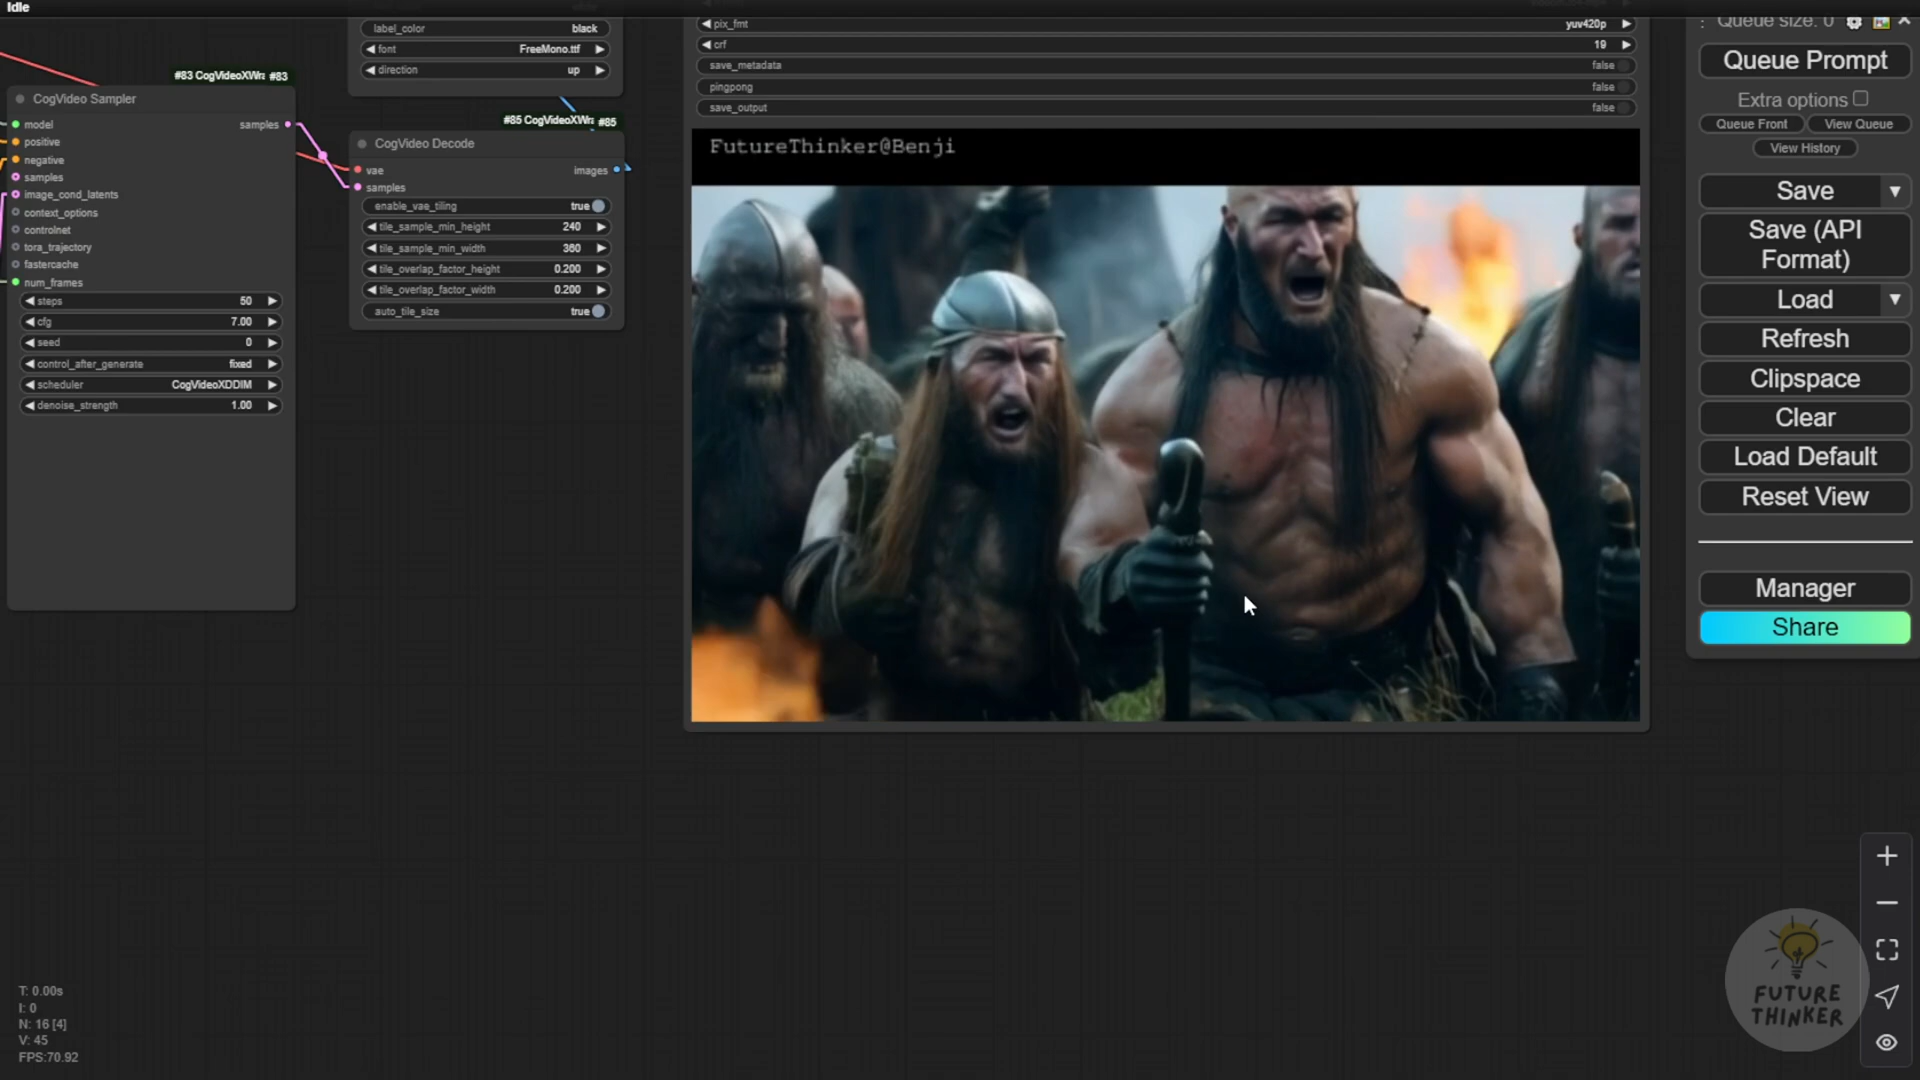 Idle
label_color black
font FreeMono.ttf
direction up
#83 CogVideoXWra #83
CogVideo Sampler
model samples
positive
negative
samples
image_cond_latents
context_options
controlnet
tora_trajectory
fastercache
num_frames
steps 50
cfg 7.00
seed 0
control_after_generate fixed
scheduler CogVideoXDDIM
denoise_strength 1.00
#85 CogVideoXWra #85
CogVideo Decode
vae images
samples
enable_vae_tiling true
tile_sample_min_height 240
tile_sample_min_width 360
tile_overlap_factor_height 0.200
tile_overlap_factor_width 0.200
auto_tile_size true
pix_fmt yuv420p
crf 19
save_metadata false
pingpong false
save_output false
FutureThinker@Benji
Queue size: 0
Queue Prompt
Extra options
Queue Front View Queue
View History
Save
Save (API
Format)
Load
Refresh
Clipspace
Clear
Load Default
Reset View
Manager
Share
T: 0.00s
I: 0
N: 16 [4]
V: 45
FPS:70.92
FUTURE
THINKER